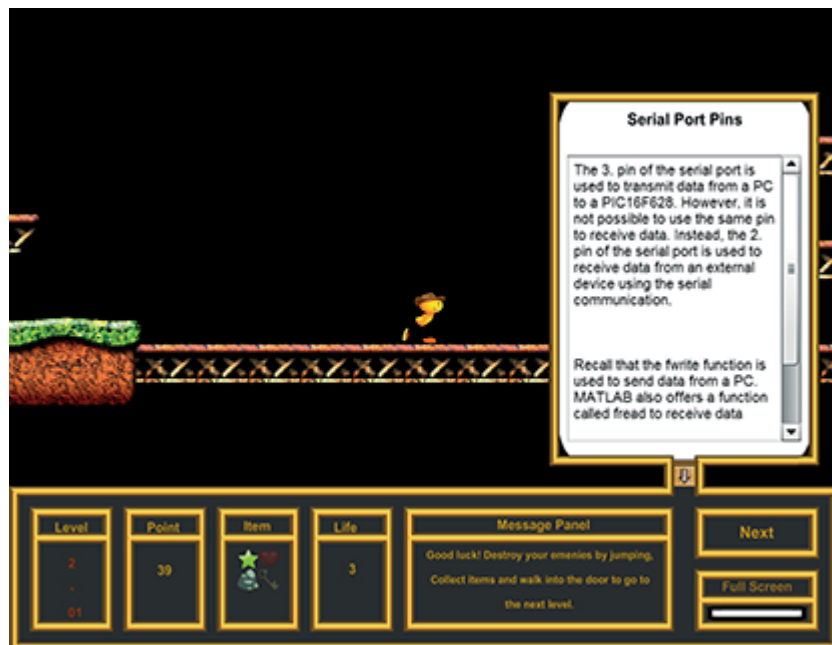 Serial Port Pins
The 3. pin of the serial port is
used to transmit data from a PC
to a PIC16F628. However, it is
not possible to use the same pin
to receive data. Instead, the 2.
pin of the serial port is used to
receive data from an external
device using the serial
communication.
Recall that the fwrite function is
used to send data from a PC.
MATLAB also offers a function
called fread to receive data
Level
2
-
01
Point
39
Item
Life
3
Message Panel
Good luck! Destroy your emenies by jumping,
Collect items and walk into the door to go to
the next level.
Next
Full Screen